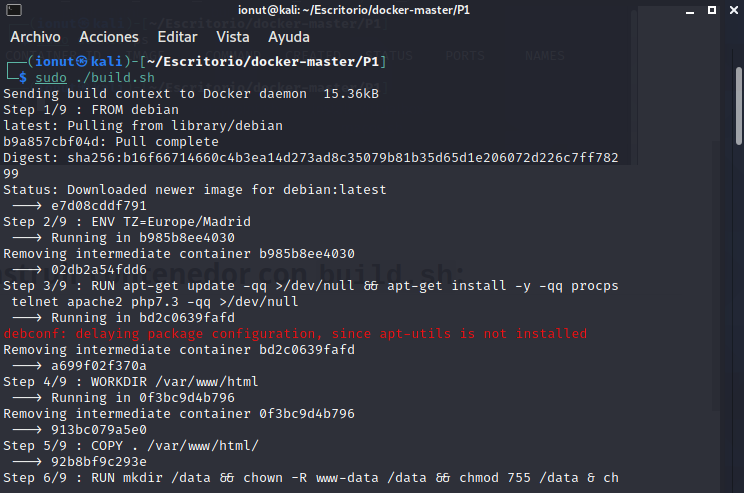 ionut@kali: ~/Escritorio/docker-master/P1
Archivo Acciones Editar Vista Ayuda
┌──(ionut㉿kali)-[~/Escritorio/docker-master/P1]
└─$ sudo ./build.sh
Sending build context to Docker daemon  15.36kB
Step 1/9 : FROM debian
latest: Pulling from library/debian
b9a857cbf04d: Pull complete
Digest: sha256:b16f66714660c4b3ea14d273ad8c35079b81b35d65d1e206072d226c7ff782
99
Status: Downloaded newer image for debian:latest
 ---> e7d08cddf791
Step 2/9 : ENV TZ=Europe/Madrid
 ---> Running in b985b8ee4030
Removing intermediate container b985b8ee4030
 ---> 02db2a54fdd6
Step 3/9 : RUN apt-get update -qq >/dev/null && apt-get install -y -qq procps
 telnet apache2 php7.3 -qq >/dev/null
 ---> Running in bd2c0639fafd
debconf: delaying package configuration, since apt-utils is not installed
Removing intermediate container bd2c0639fafd
 ---> a699f02f370a
Step 4/9 : WORKDIR /var/www/html
 ---> Running in 0f3bc9d4b796
Removing intermediate container 0f3bc9d4b796
 ---> 913bc079a5e0
Step 5/9 : COPY . /var/www/html/
 ---> 92b8bf9c293e
Step 6/9 : RUN mkdir /data && chown -R www-data /data && chmod 755 /data & ch